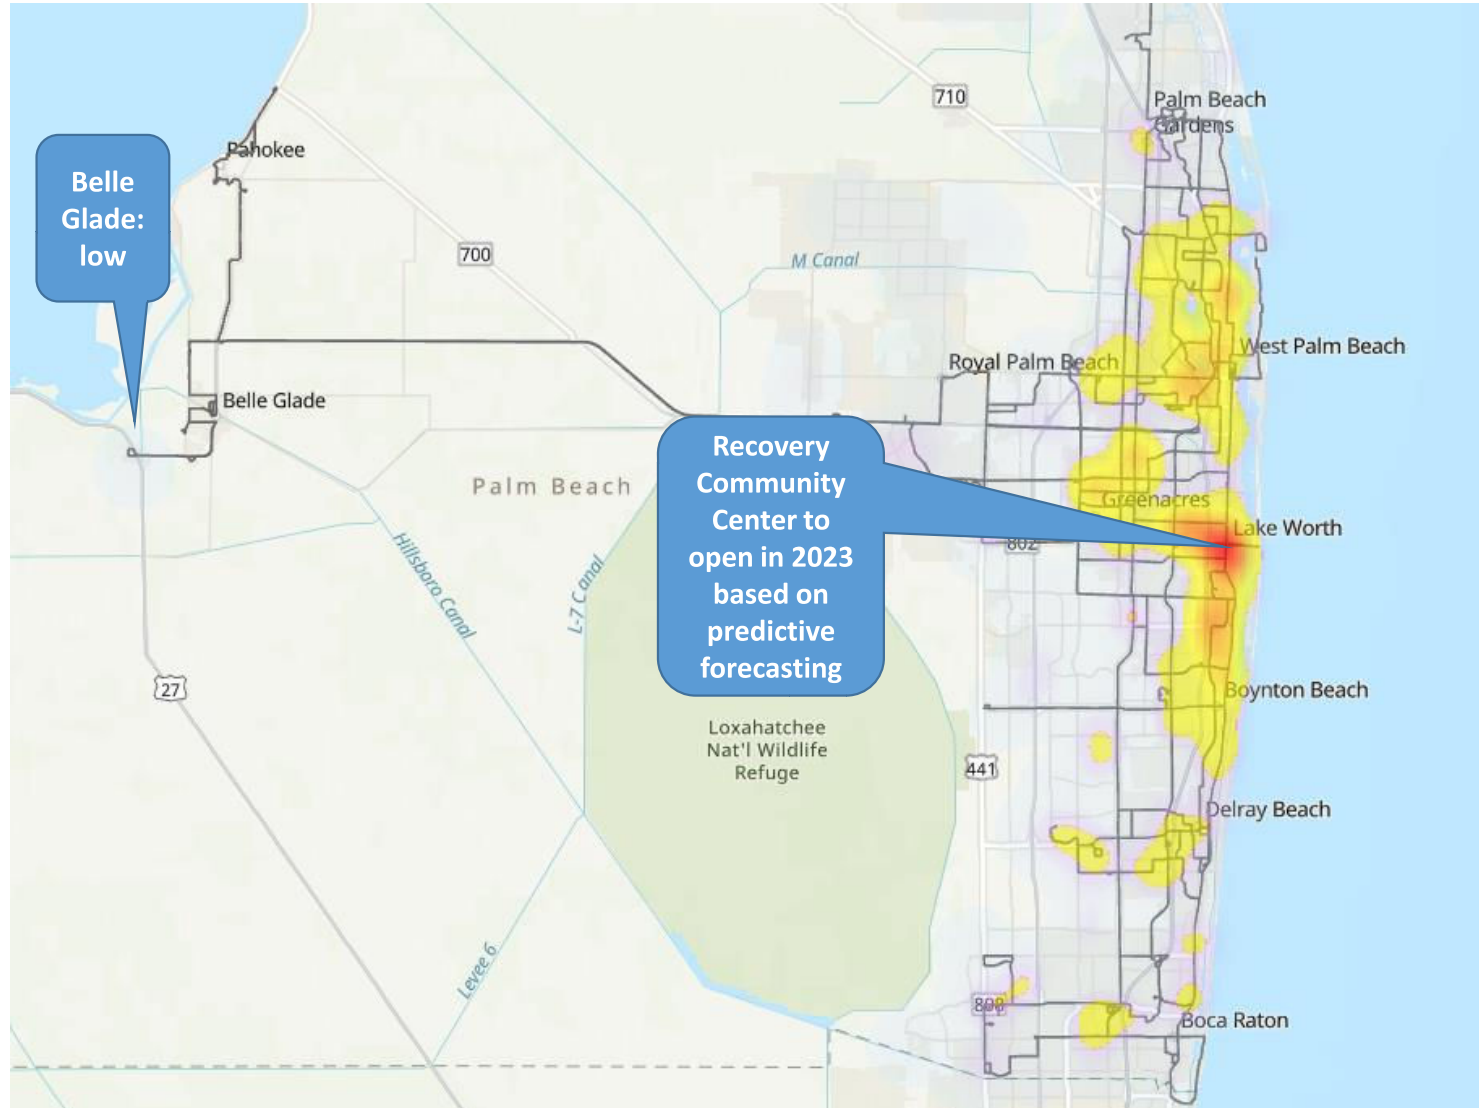 710
Palm Beach
Gardens
Pahokee
Belle
Glade:
low
700
M Canal
West Palm Beach
Royal Palm Beach
Belle Glade
Recovery
Community
Center to
open in 2023
based on
predictive
forecasting
Palm Beach
Greenacres
Lake Worth
802
Hillsboro Canal
L-7 Canal
27
Boynton Beach
Loxahatchee
Nat'l Wildlife
Refuge
441
Delray Beach
Levee 6
808
Boca Raton